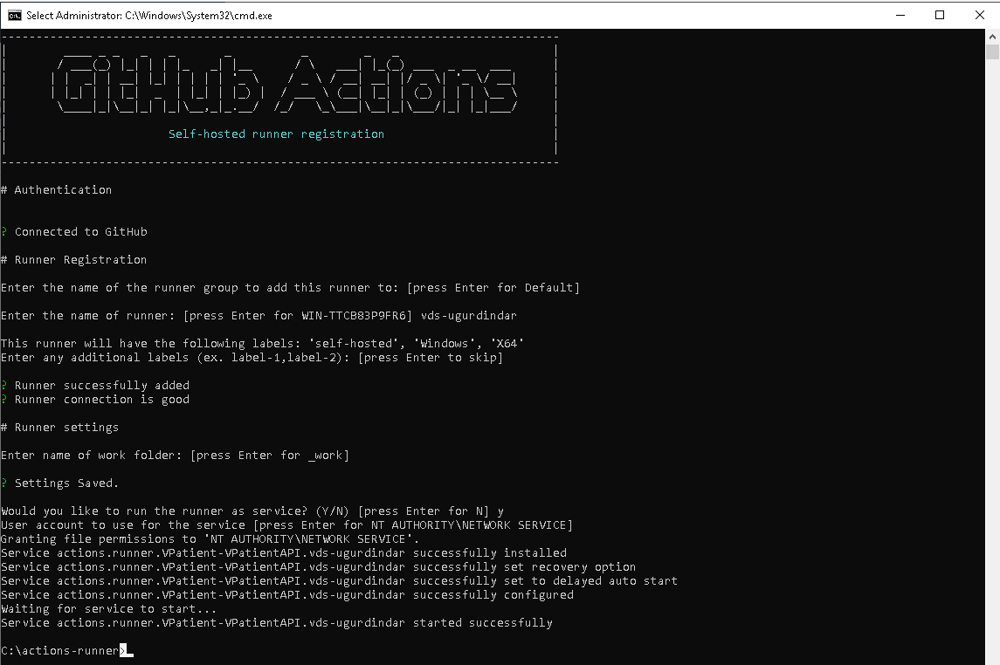 Select Administrator: C:\Windows\System32\cmd.exe
GitHub Actions
Self-hosted runner registration
# Authentication
? Connected to GitHub
# Runner Registration
Enter the name of the runner group to add this runner to: [press Enter for Default]
Enter the name of runner: [press Enter for WIN-TTCB83P9FR6] vds-ugurdindar
This runner will have the following labels: 'self-hosted', 'Windows', 'X64'
Enter any additional labels (ex. label-1,label-2): [press Enter to skip]
? Runner successfully added
? Runner connection is good
# Runner settings
Enter name of work folder: [press Enter for _work]
? Settings Saved.
Would you like to run the runner as service? (Y/N) [press Enter for N] y
User account to use for the service [press Enter for NT AUTHORITY\NETWORK SERVICE]
Granting file permissions to 'NT AUTHORITY\NETWORK SERVICE'.
Service actions.runner.VPatient-VPatientAPI.vds-ugurdindar successfully installed
Service actions.runner.VPatient-VPatientAPI.vds-ugurdindar successfully set recovery option
Service actions.runner.VPatient-VPatientAPI.vds-ugurdindar successfully set to delayed auto start
Service actions.runner.VPatient-VPatientAPI.vds-ugurdindar successfully configured
Waiting for service to start...
Service actions.runner.VPatient-VPatientAPI.vds-ugurdindar started successfully
C:\actions-runner>